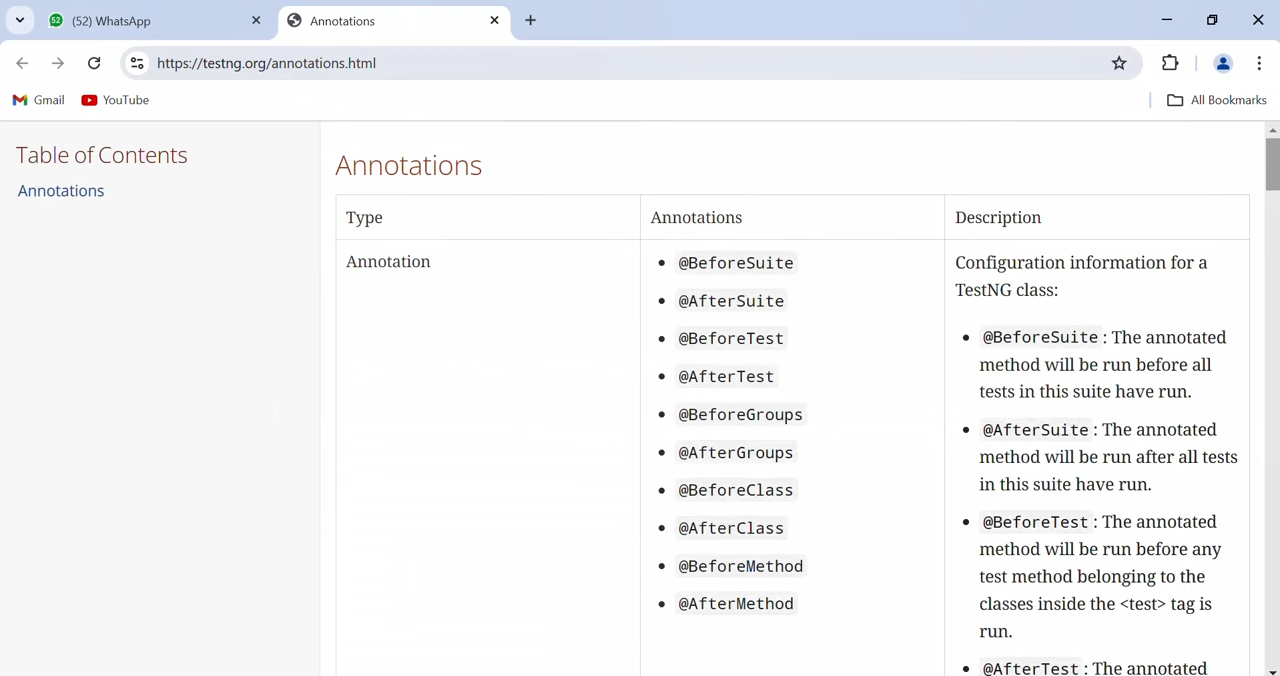 52 (52) WhatsApp
Annotations
https://testng.org/annotations.html
Gmail YouTube All Bookmarks
Table of Contents
Annotations
Annotations
Type Annotations Description
Annotation
@BeforeSuite
@AfterSuite
@BeforeTest
@AfterTest
@BeforeGroups
@AfterGroups
@BeforeClass
@AfterClass
@BeforeMethod
@AfterMethod
Configuration information for a
TestNG class:
@BeforeSuite: The annotated
method will be run before all
tests in this suite have run.
@AfterSuite: The annotated
method will be run after all tests
in this suite have run.
@BeforeTest: The annotated
method will be run before any
test method belonging to the
classes inside the <test> tag is
run.
@AfterTest: The annotated